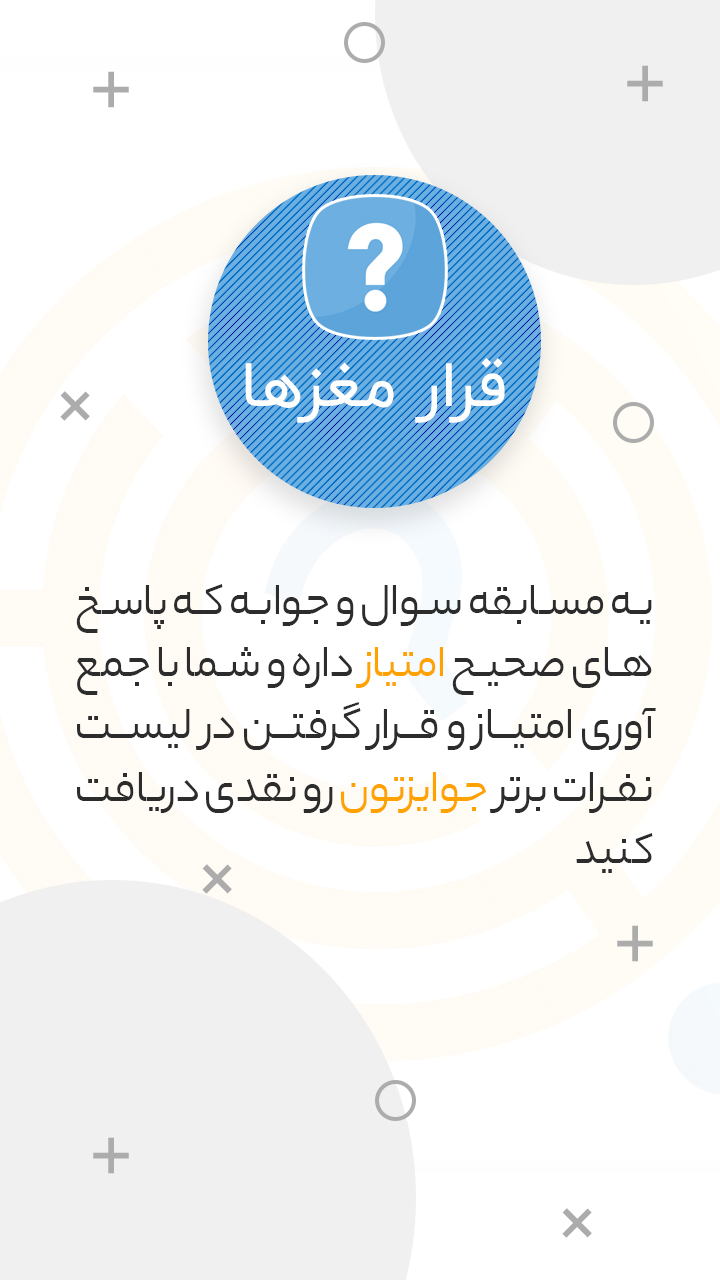 ?
قرار مغزها
یه مسابقه سوال و جوابه که پاسخ
های صحیح امتیاز داره و شما با جمع
آوری امتیاز و قرار گرفتن در لیست
نفرات برتر جوایزتون رو نقدی دریافت
کنید